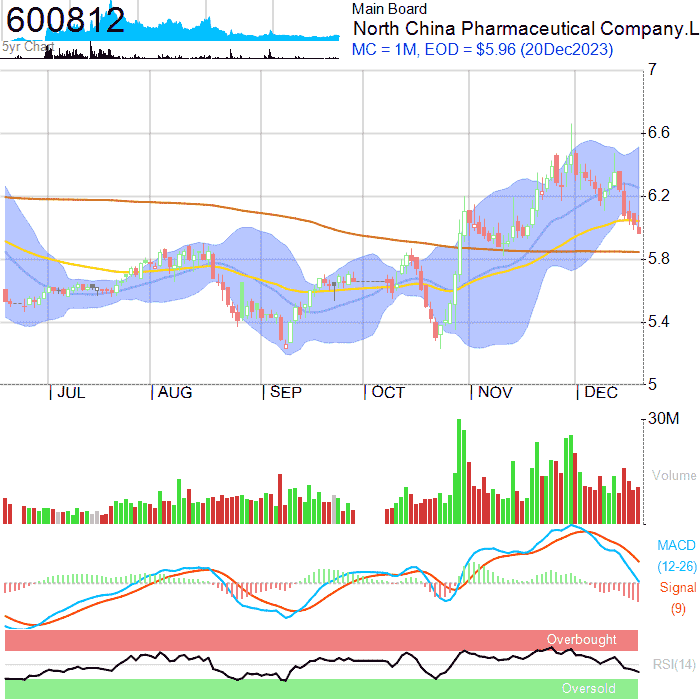 600812
5yr Chart
Main Board
North China Pharmaceutical Company.L
MC = 1M, EOD = $5.96 (20Dec2023)
7
6.6
6.2
5.8
5.4
5
JUL
AUG
SEP
OCT
NOV
DEC
30M
Volume
MACD
(12-26)
Signal
(9)
Overbought
RSI(14)
Oversold